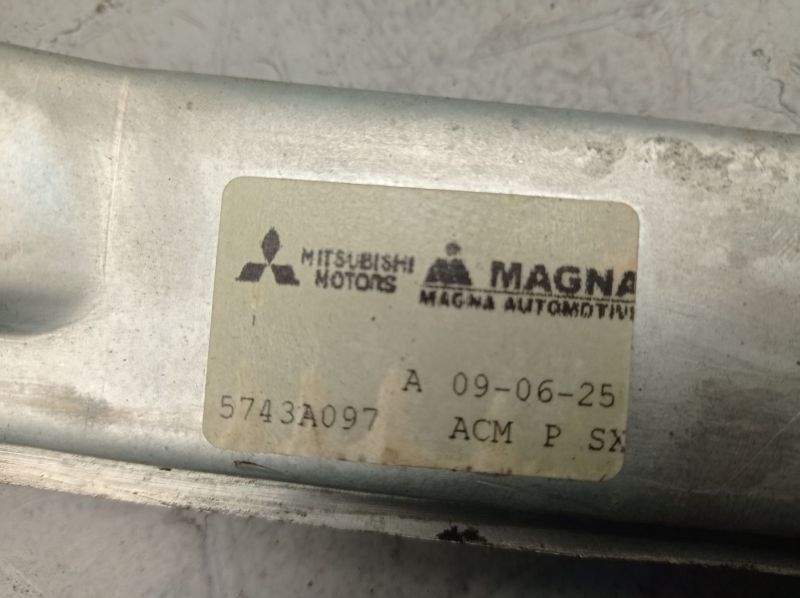 MITSUBISHI
MOTORS
MAGNA
MAGNA AUTOMOTIVE
A 09-06-25
5743A097 ACM P SX